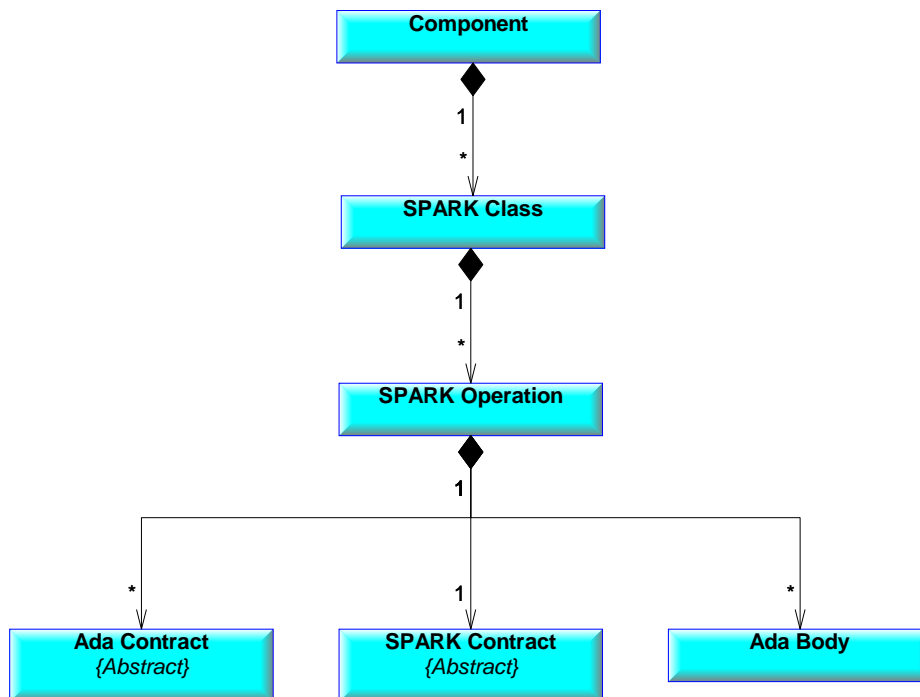 Component
1
*
SPARK Class
1
*
SPARK Operation
1
* 1 *
Ada Contract
{Abstract}
SPARK Contract
{Abstract}
Ada Body